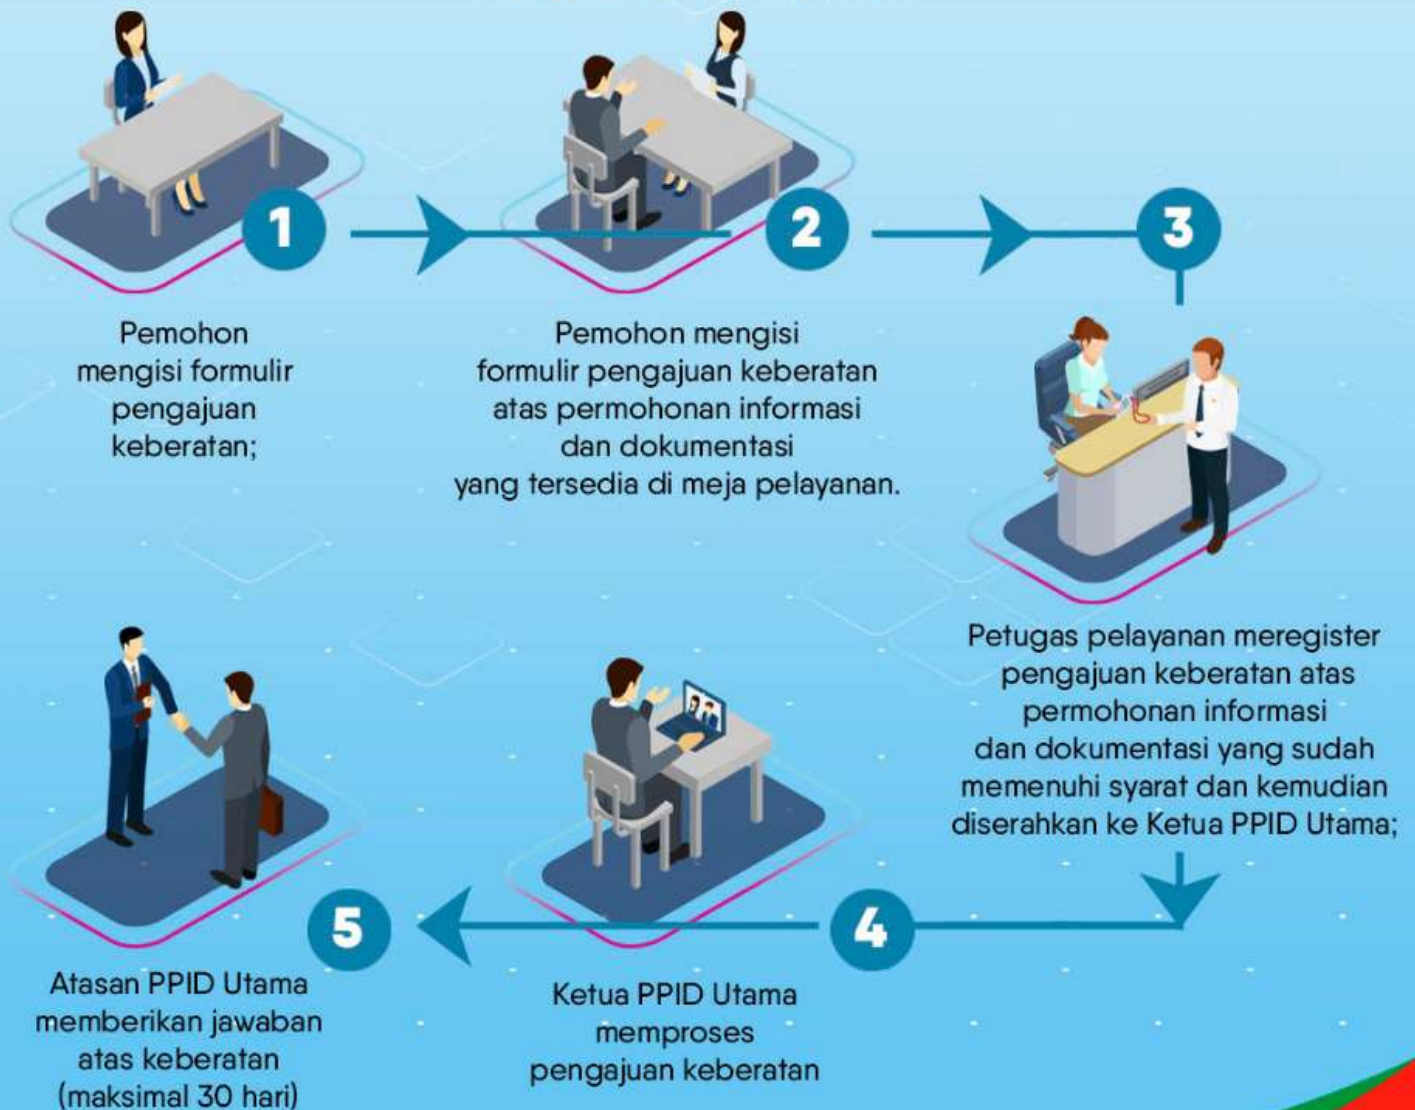 1
Pemohon
mengisi formulir
pengajuan
keberatan;
2
Pemohon mengisi
formulir pengajuan keberatan
atas permohonan informasi
dan dokumentasi
yang tersedia di meja pelayanan.
3
Petugas pelayanan meregister
pengajuan keberatan atas
permohonan informasi
dan dokumentasi yang sudah
memenuhi syarat dan kemudian
diserahkan ke Ketua PPID Utama;
4
Ketua PPID Utama
memproses
pengajuan keberatan
5
Atasan PPID Utama
memberikan jawaban
atas keberatan
(maksimal 30 hari)